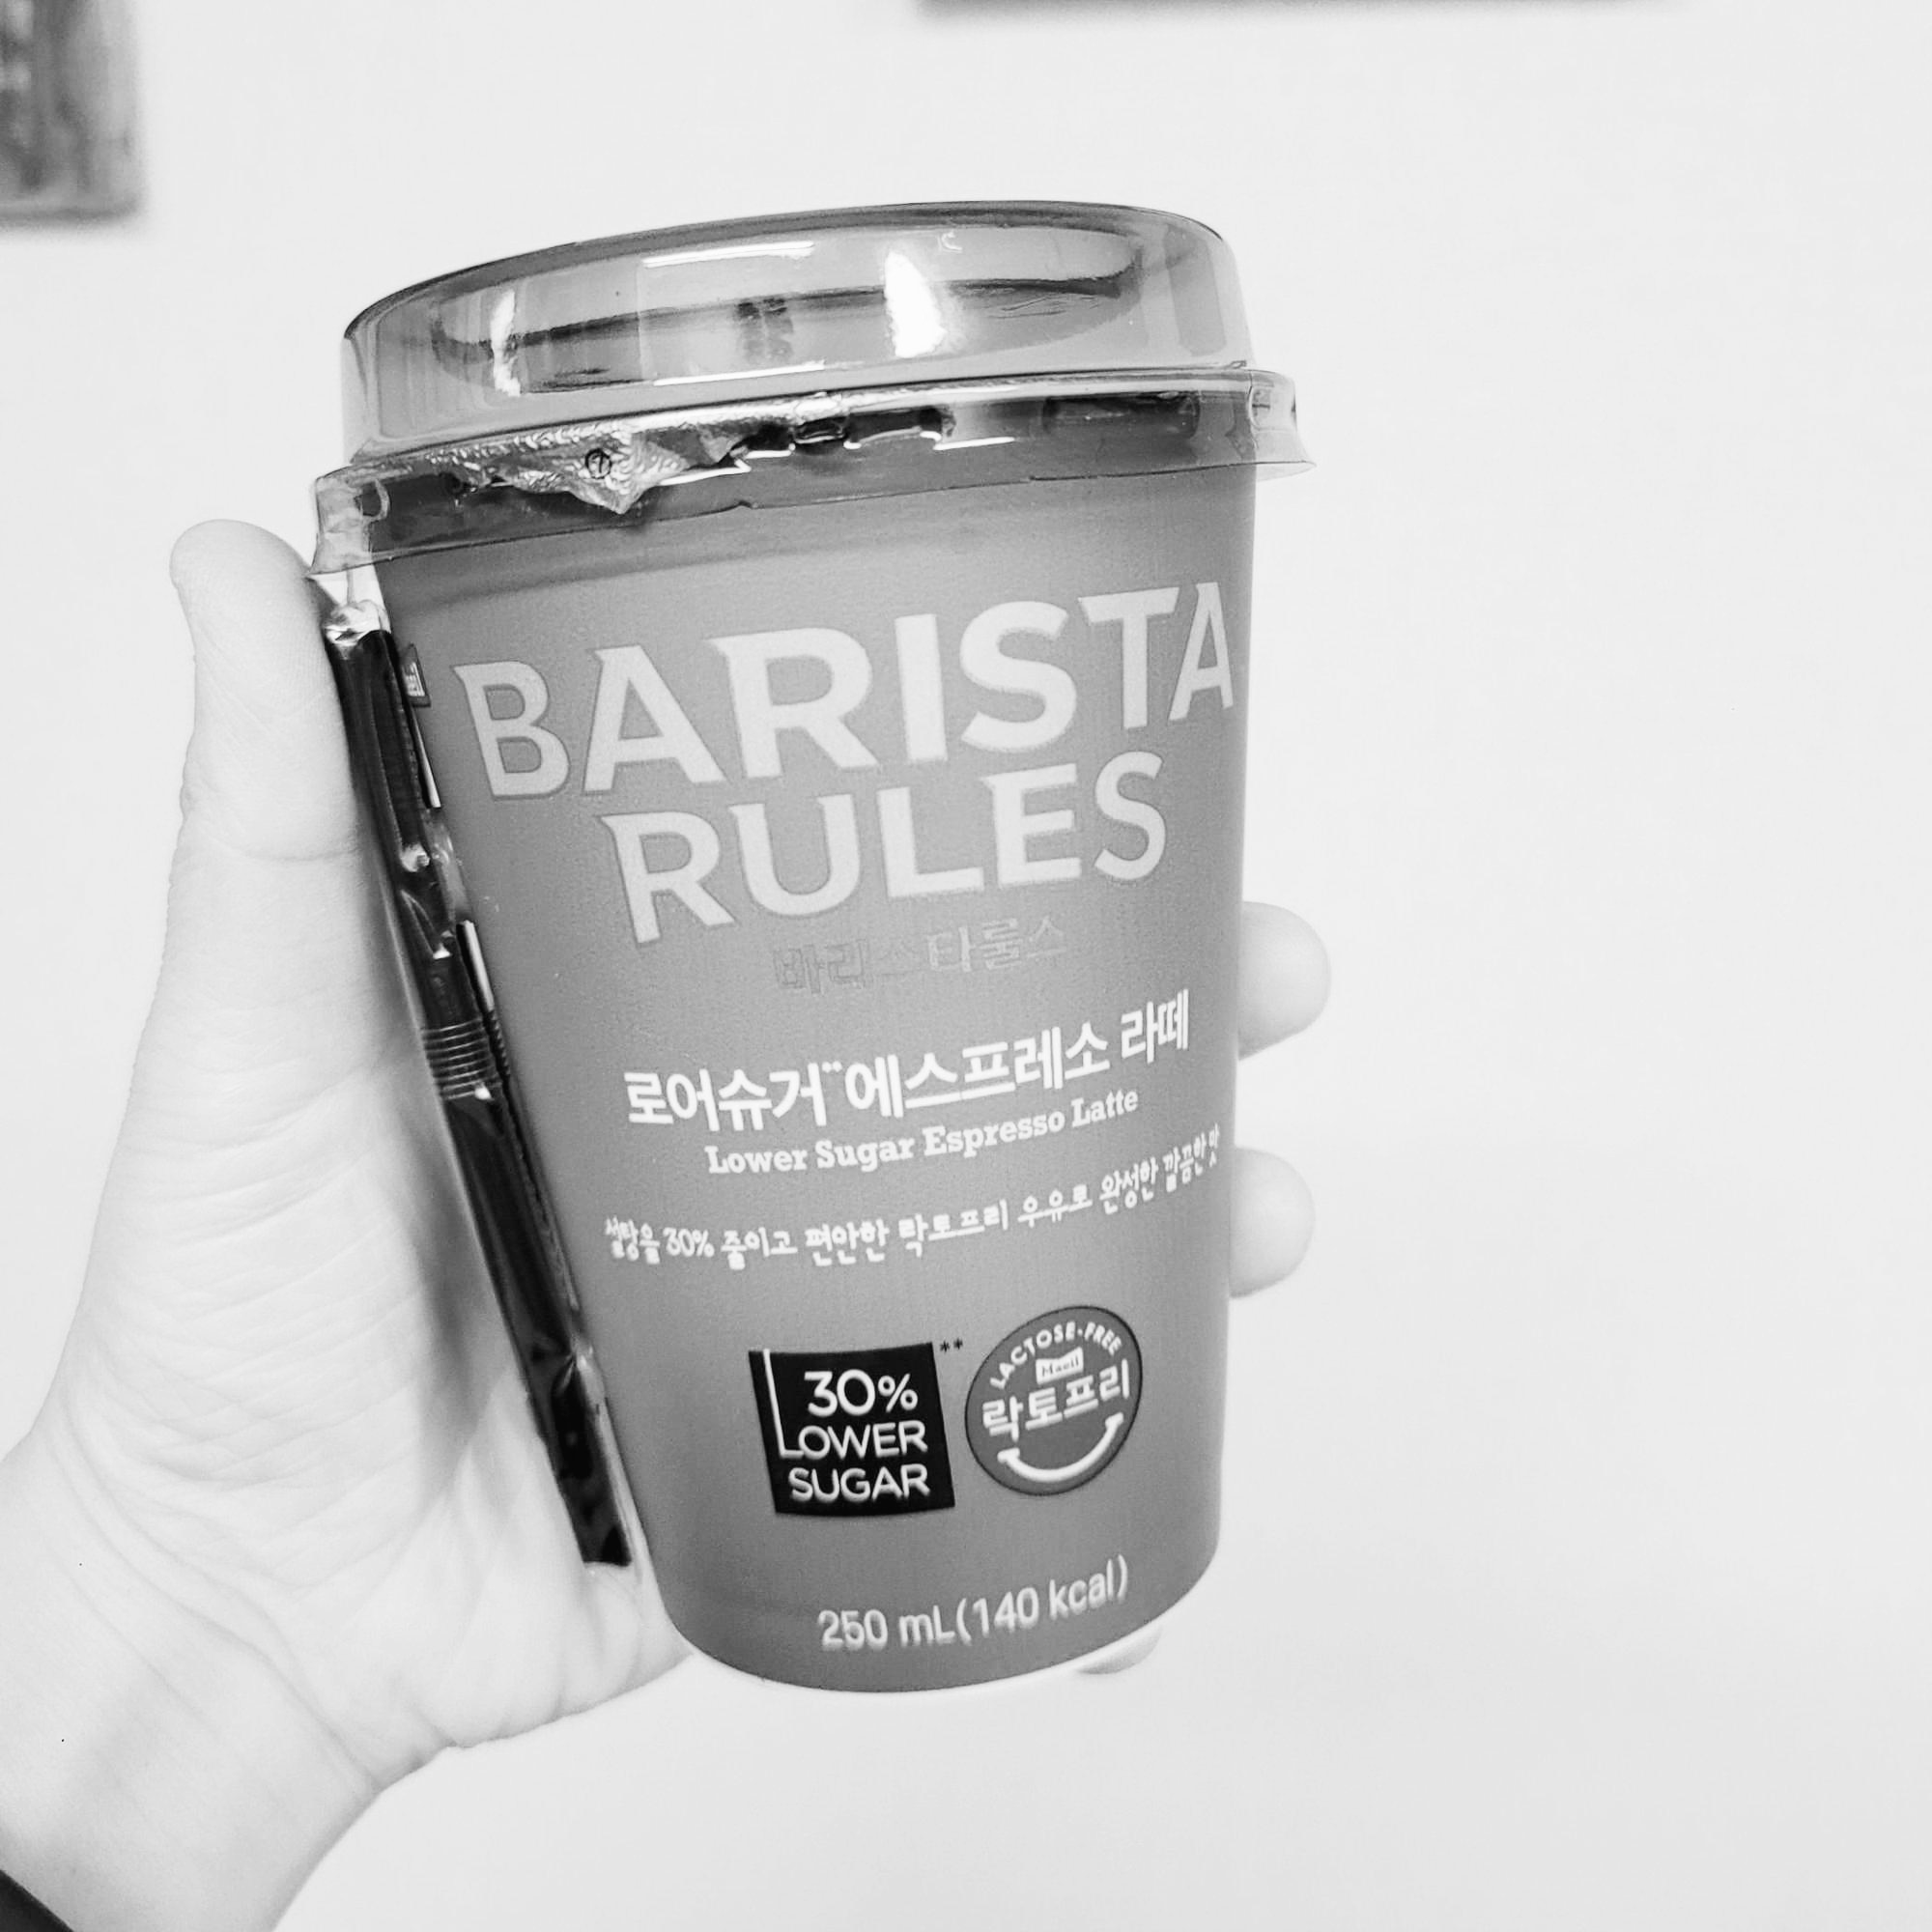 BARISTA
RULES
바리스타룰스
로어슈거**에스프레소 라떼
Lower Sugar Espresso Latte
설탕을 30% 줄이고 편안한 락토프리 우유로 완성한 깔끔한 맛
30%
LOWER
SUGAR
**
LACTOSE-FREE
Maeil
락토프리
250 mL(140 kcal)